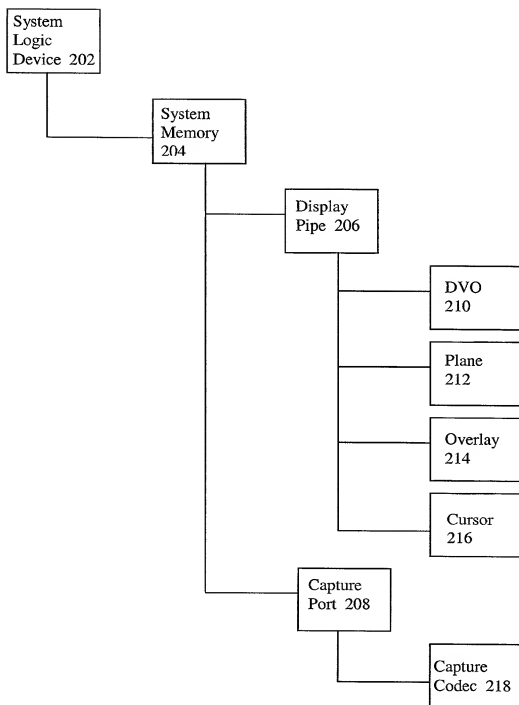 System
Logic
Device 202
System
Memory
204
Display
Pipe 206
DVO
210
Plane
212
Overlay
214
Cursor
216
Capture
Port 208
Capture
Codec 218